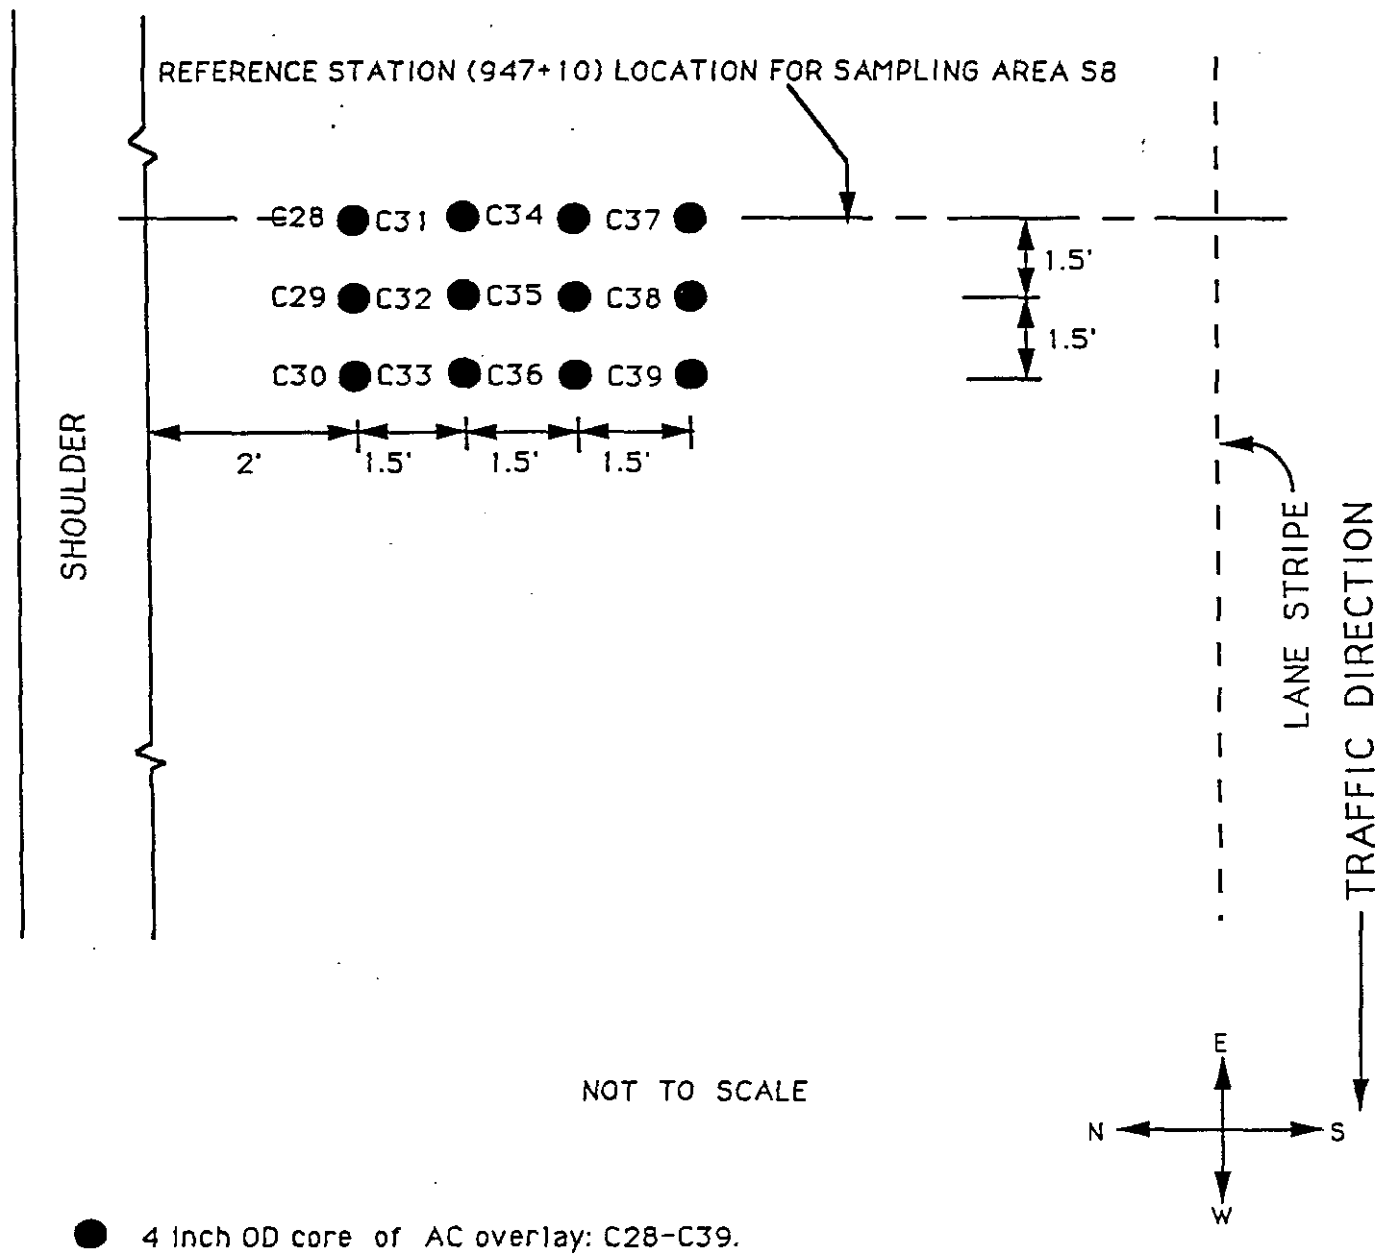 REFERENCE STATION (947+10) LOCATION FOR SAMPLING AREA S8
C28 C31 C34 C37
1.5'
C29 C32 C35 C38
1.5'
C30 C33 C36 C39
2' 1.5' 1.5' 1.5'
SHOULDER
LANE STRIPE
TRAFFIC DIRECTION
NOT TO SCALE
E
N S
W
4 inch OD core of AC overlay: C28-C39.